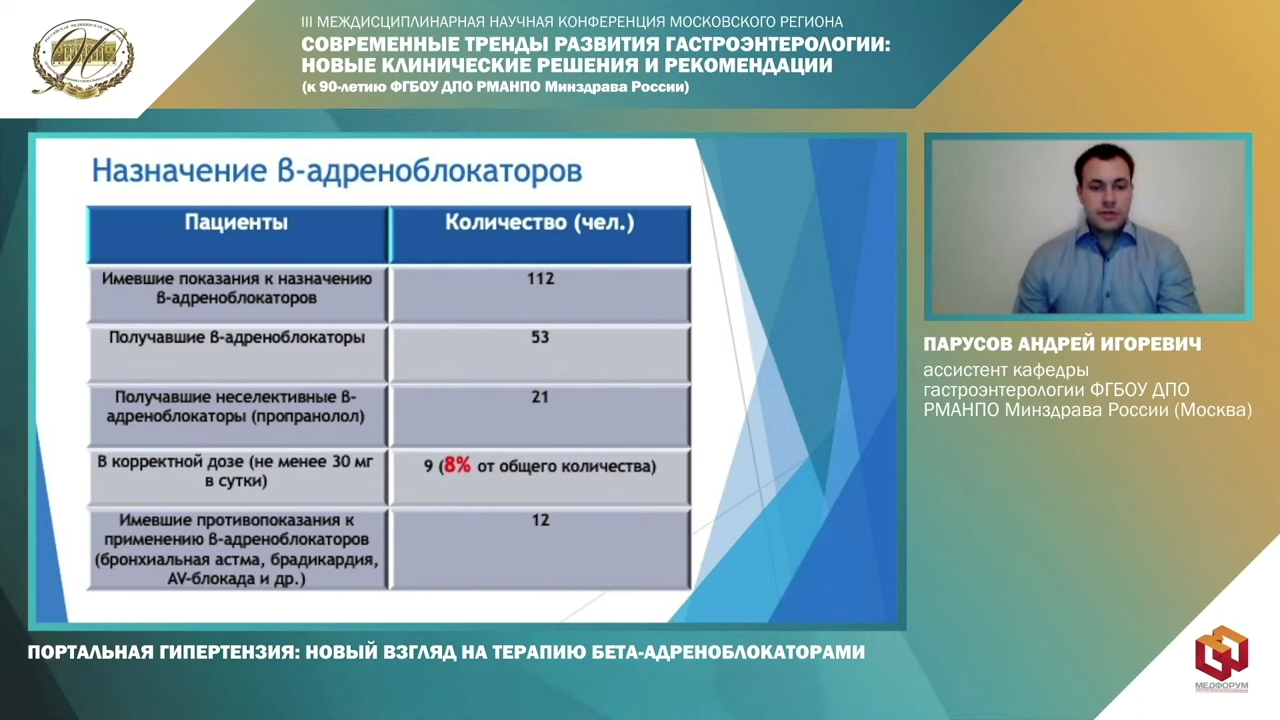 III МЕЖДИСЦИПЛИНАРНАЯ НАУЧНАЯ КОНФЕРЕНЦИЯ МОСКОВСКОГО РЕГИОНА
СОВРЕМЕННЫЕ ТРЕНДЫ РАЗВИТИЯ ГАСТРОЭНТЕРОЛОГИИ:
НОВЫЕ КЛИНИЧЕСКИЕ РЕШЕНИЯ И РЕКОМЕНДАЦИИ
(к 90-летию ФГБОУ ДПО РМАНПО Минздрава России)
Назначение β-адреноблокаторов
Пациенты
Количество (чел.)
Имевшие показания к назначению
β-адреноблокаторов
112
Получавшие β-адреноблокаторы
53
Получавшие неселективные β-
адреноблокаторы (пропранолол)
21
В корректной дозе (не менее 30 мг
в сутки)
9 (8% от общего количества)
Имевшие противопоказания к
применению β-адреноблокаторов
(бронхиальная астма, брадикардия,
AV-блокада и др.)
12
ПАРУСОВ АНДРЕЙ ИГОРЕВИЧ
ассистент кафедры
гастроэнтерологии ФГБОУ ДПО
РМАНПО Минздрава России (Москва)
ПОРТАЛЬНАЯ ГИПЕРТЕНЗИЯ: НОВЫЙ ВЗГЛЯД НА ТЕРАПИЮ БЕТА-АДРЕНОБЛОКАТОРАМИ
МЕДФОРУМ